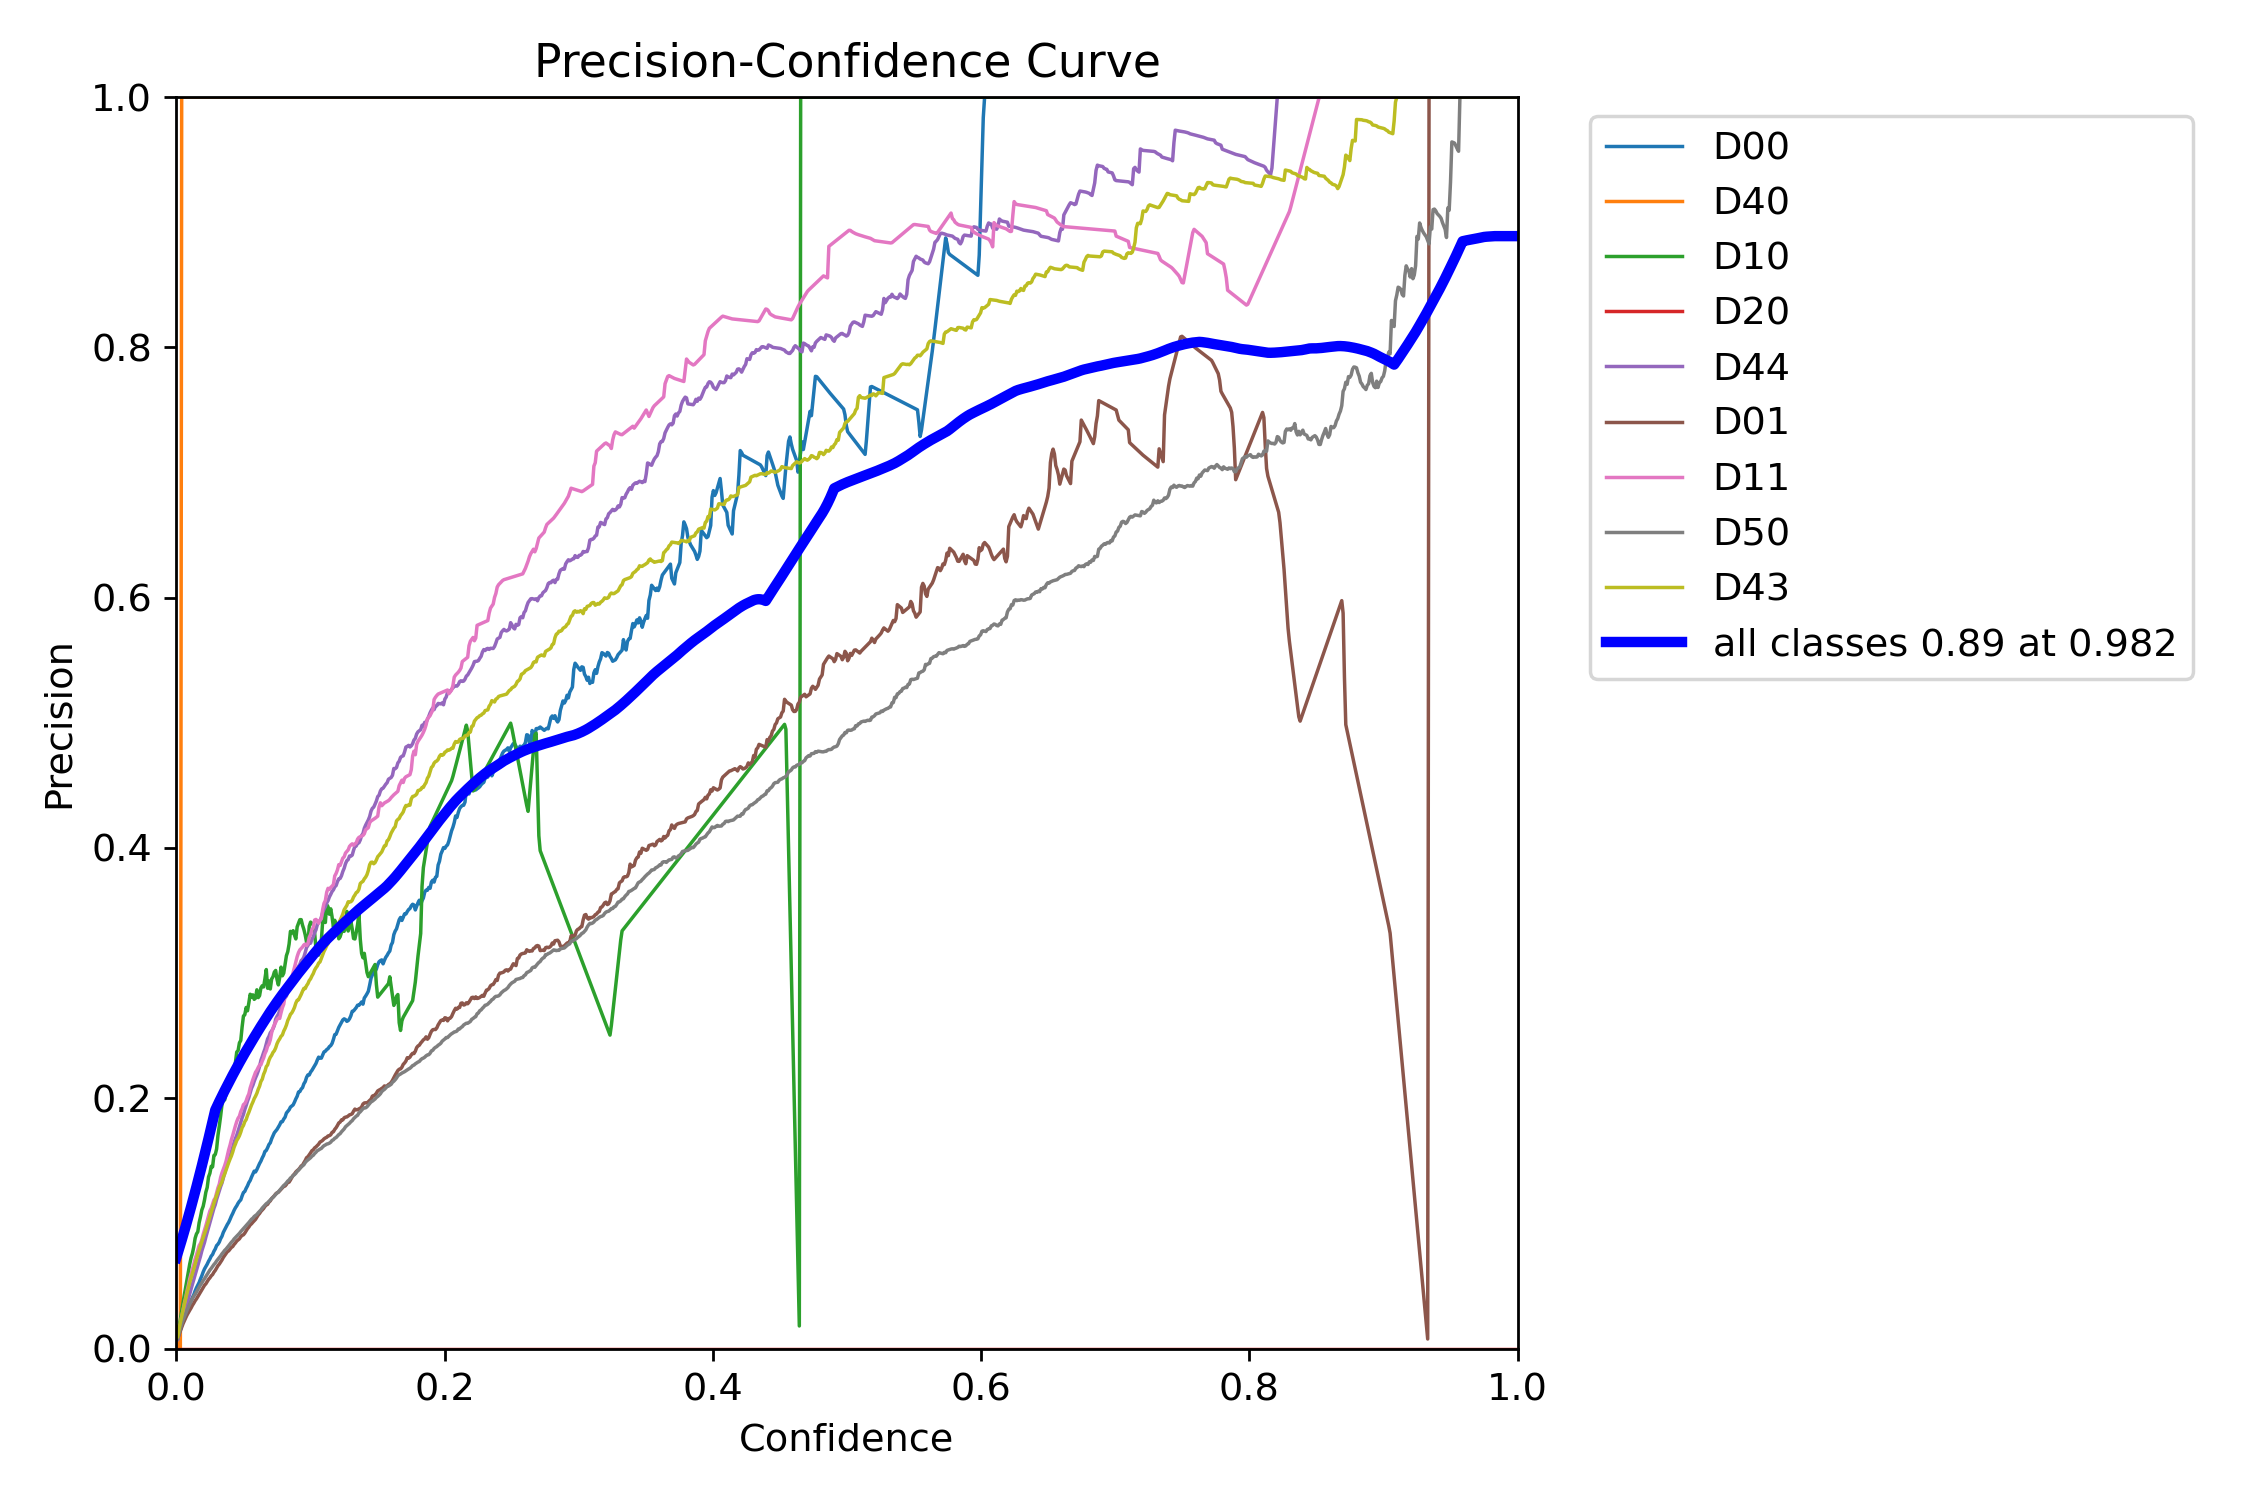 Precision-Confidence Curve
1.0
0.8
0.6
0.4
0.2
0.0
Precision
0.0 0.2 0.4 0.6 0.8 1.0
Confidence
D00
D40
D10
D20
D44
D01
D11
D50
D43
all classes 0.89 at 0.982